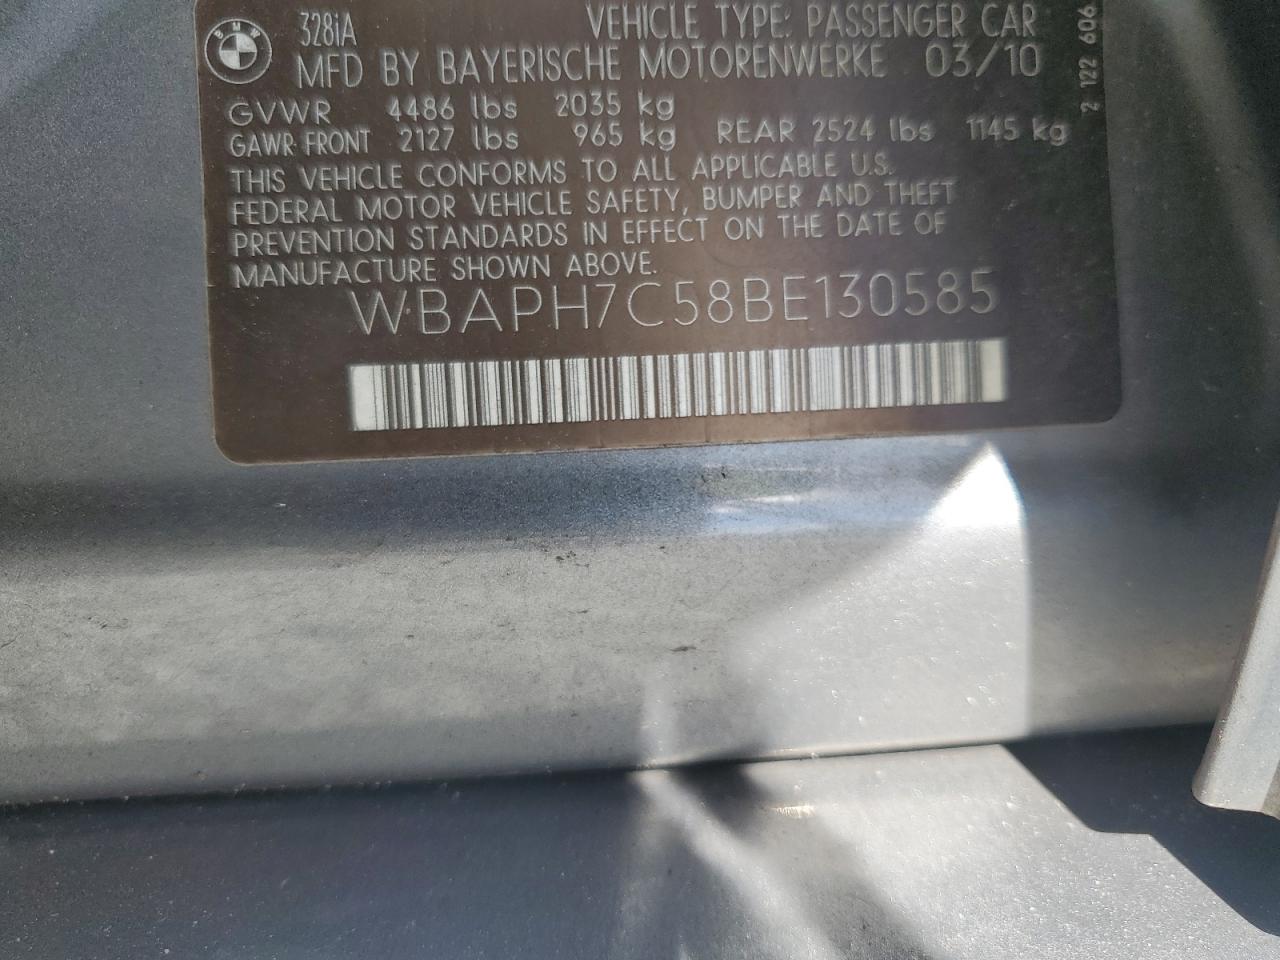 BMW
328iA VEHICLE TYPE: PASSENGER CAR
MFD BY BAYERISCHE MOTORENWERKE 03/10
GVWR 4486 lbs 2035 kg
GAWR FRONT 2127 lbs 965 kg REAR 2524 lbs 1145 kg
THIS VEHICLE CONFORMS TO ALL APPLICABLE U.S.
FEDERAL MOTOR VEHICLE SAFETY, BUMPER AND THEFT
PREVENTION STANDARDS IN EFFECT ON THE DATE OF
MANUFACTURE SHOWN ABOVE.
WBAPH7C58BE130585
2 122 606